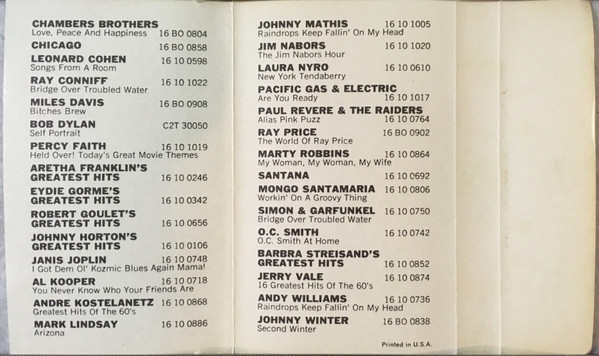 CHAMBERS BROTHERS
Love, Peace And Happiness 16 BO 0804
CHICAGO 16 BO 0858
LEONARD COHEN 16 10 0598
Songs From A Room
RAY CONNIFF 16 10 1022
Bridge Over Troubled Water
MILES DAVIS 16 BO 0908
Bitches Brew
BOB DYLAN C2T 30050
Self Portrait
PERCY FAITH 16 10 1019
Held Over! Today's Great Movie Themes
ARETHA FRANKLIN'S
GREATEST HITS 16 10 0246
EYDIE GORME'S
GREATEST HITS 16 10 0342
ROBERT GOULET'S
GREATEST HITS 16 10 0656
JOHNNY HORTON'S
GREATEST HITS 16 10 0106
JANIS JOPLIN 16 10 0748
I Got Dem Ol' Kozmic Blues Again Mama!
AL KOOPER 16 10 0718
You Never Know Who Your Friends Are
ANDRE KOSTELANETZ 16 10 0868
Greatest Hits Of The 60's
MARK LINDSAY 16 10 0886
Arizona
JOHNNY MATHIS 16 10 1005
Raindrops Keep Fallin' On My Head
JIM NABORS 16 10 1020
The Jim Nabors Hour
LAURA NYRO 16 10 0610
New York Tendaberry
PACIFIC GAS & ELECTRIC
Are You Ready 16 10 1017
PAUL REVERE & THE RAIDERS
Alias Pink Puzz 16 10 0764
RAY PRICE 16 BO 0902
The World Of Ray Price
MARTY ROBBINS 16 10 0864
My Woman, My Woman, My Wife
SANTANA 16 10 0692
MONGO SANTAMARIA 16 10 0806
Workin' On A Groovy Thing
SIMON & GARFUNKEL 16 10 0750
Bridge Over Troubled Water
O.C. SMITH 16 10 0742
O.C. Smith At Home
BARBRA STREISAND'S
GREATEST HITS 16 10 0852
JERRY VALE 16 10 0874
16 Greatest Hits Of The 60's
ANDY WILLIAMS 16 10 0736
Raindrops Keep Fallin' On My Head
JOHNNY WINTER 16 BO 0838
Second Winter
Printed in U.S.A.